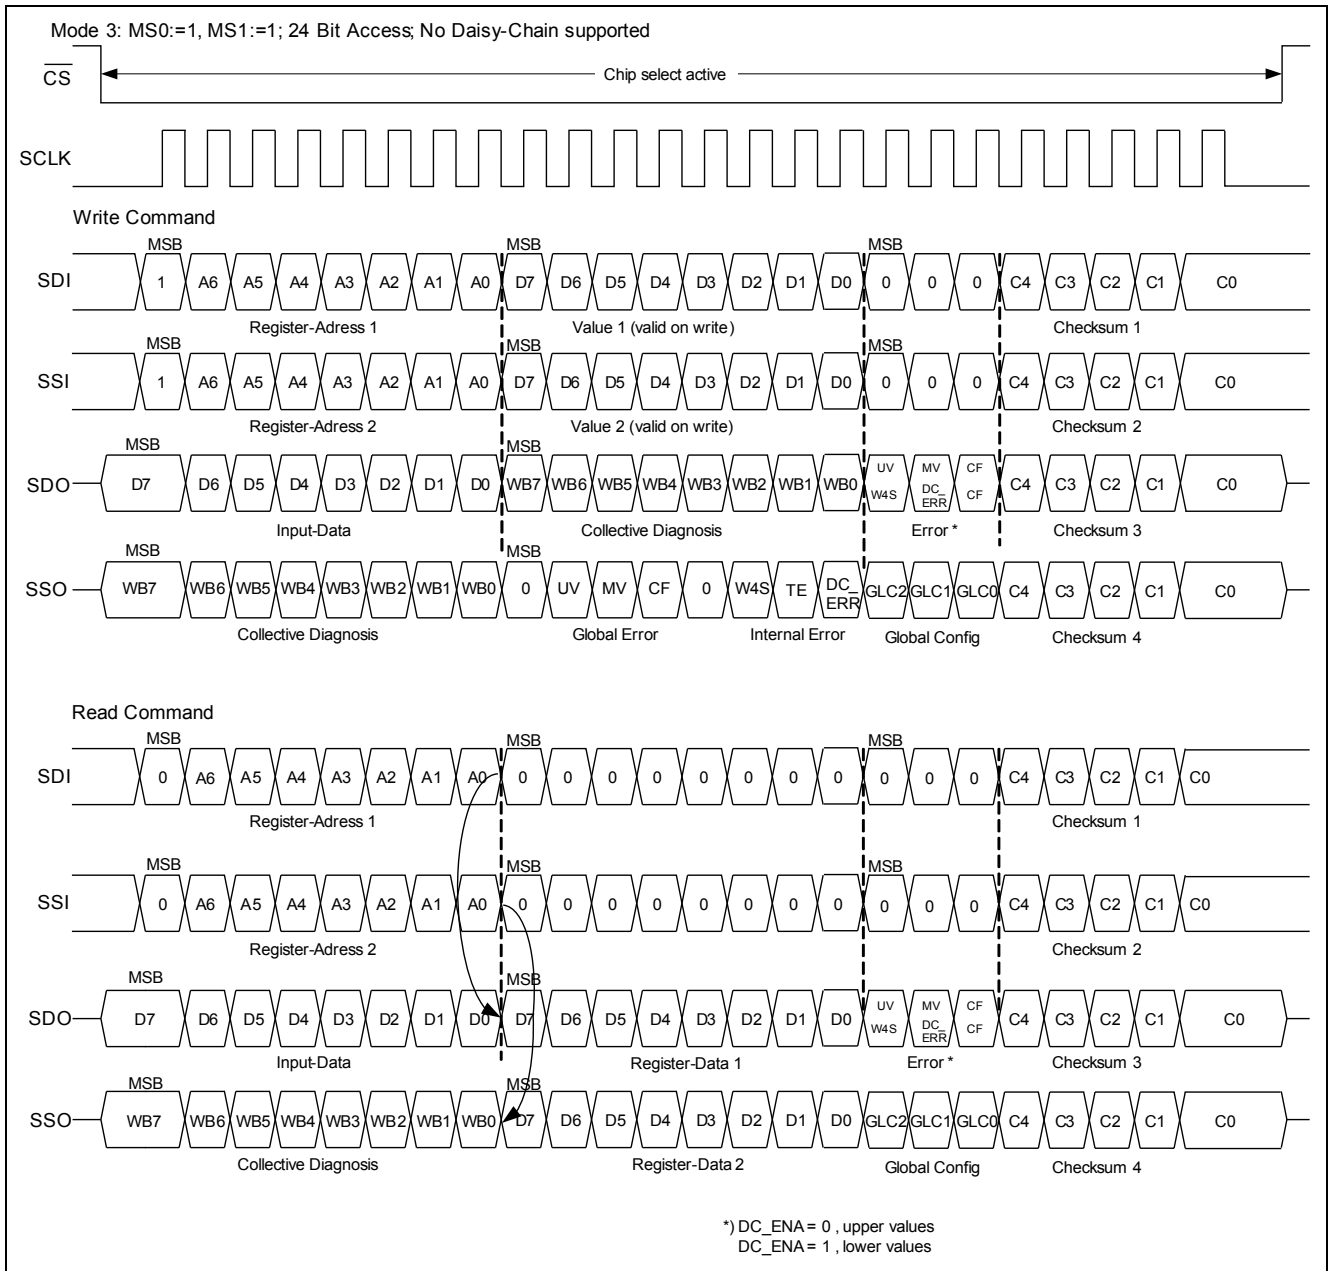 Mode 3: MS0:=1, MS1:=1; 24 Bit Access; No Daisy-Chain supported
CS
Chip select active
SCLK
Write Command
MSB MSB MSB
SDI 1 A6 A5 A4 A3 A2 A1 A0 D7 D6 D5 D4 D3 D2 D1 D0 0 0 0 C4 C3 C2 C1 C0
Register-Adress 1 Value 1 (valid on write) Checksum 1
MSB MSB MSB
SSI 1 A6 A5 A4 A3 A2 A1 A0 D7 D6 D5 D4 D3 D2 D1 D0 0 0 0 C4 C3 C2 C1 C0
Register-Adress 2 Value 2 (valid on write) Checksum 2
MSB MSB
UV MV CF
SDO D7 D6 D5 D4 D3 D2 D1 D0 WB7 WB6 WB5 WB4 WB3 WB2 WB1 WB0 C4 C3 C2 C1 C0
W4S DC_ CF
ERR
Input-Data Collective Diagnosis Error * Checksum 3
MSB MSB
SSO WB7 WB6 WB5 WB4 WB3 WB2 WB1 WB0 0 UV MV CF 0 W4S TE DC_ GLC2 GLC1 GLC0 C4 C3 C2 C1 C0
ERR
Collective Diagnosis Global Error Internal Error Global Config Checksum 4
Read Command
MSB MSB MSB
SDI 0 A6 A5 A4 A3 A2 A1 A0 0 0 0 0 0 0 0 0 0 0 0 C4 C3 C2 C1 C0
Register-Adress 1 Checksum 1
MSB MSB MSB
SSI 0 A6 A5 A4 A3 A2 A1 A0 0 0 0 0 0 0 0 0 0 0 0 C4 C3 C2 C1 C0
Register-Adress 2 Checksum 2
MSB MSB
UV MV CF
SDO D7 D6 D5 D4 D3 D2 D1 D0 D7 D6 D5 D4 D3 D2 D1 D0 C4 C3 C2 C1 C0
W4S DC_ CF
ERR
Input-Data Register-Data 1 Error * Checksum 3
MSB MSB
SSO WB7 WB6 WB5 WB4 WB3 WB2 WB1 WB0 D7 D6 D5 D4 D3 D2 D1 D0 GLC2 GLC1 GLC0 C4 C3 C2 C1 C0
Collective Diagnosis Register-Data 2 Global Config Checksum 4
*) DC_ENA = 0 , upper values
DC_ENA = 1 , lower values